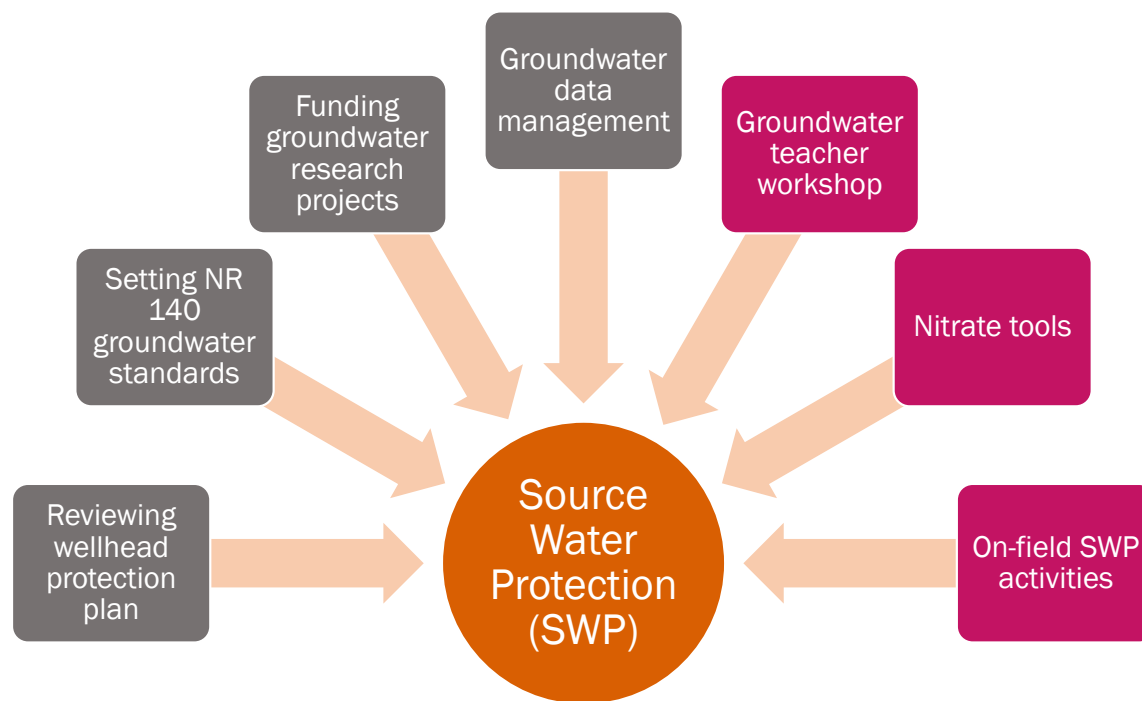 Groundwater
data
management
Funding
groundwater
research
projects
Groundwater
teacher
workshop
Setting NR
140
groundwater
standards
Nitrate tools
Reviewing
wellhead
protection
plan
Source
Water
Protection
(SWP)
On-field SWP
activities